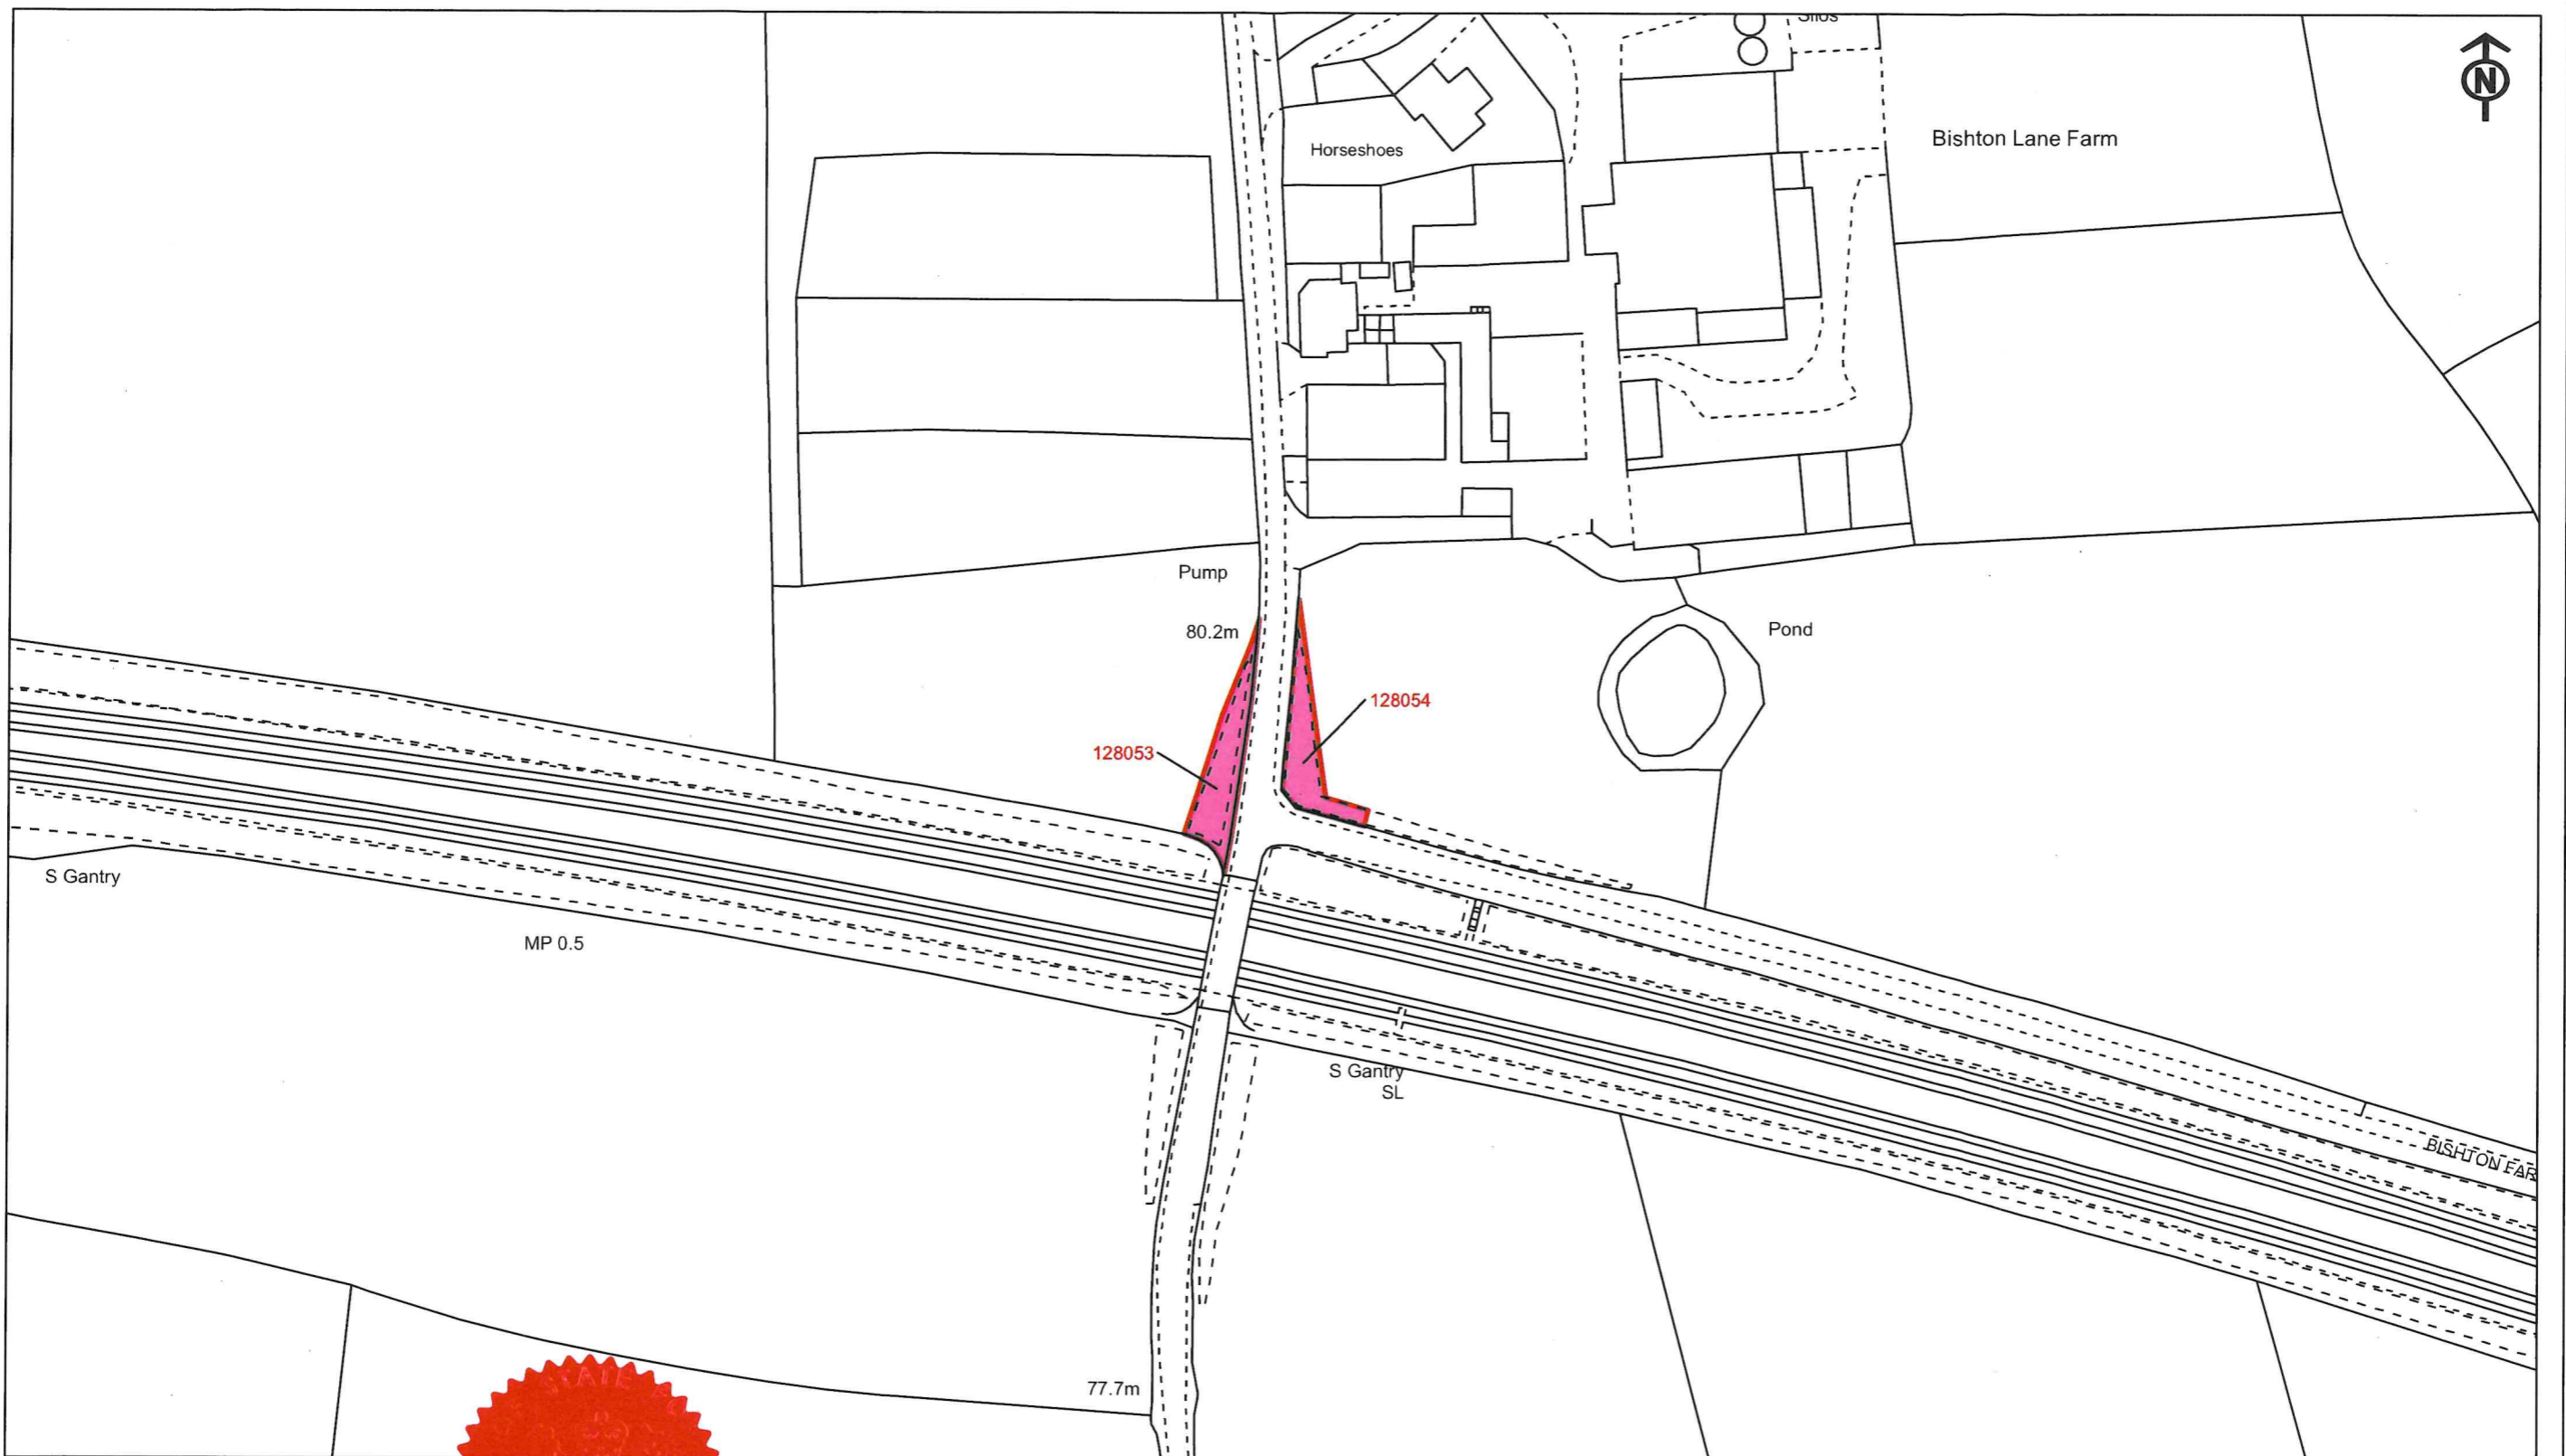 Silos
N
Bishton Lane Farm
Horseshoes
Pump
80.2m
Pond
128054
128053
S Gantry
MP 0.5
S Gantry
SL
BISHTON FAR
77.7m
STATE